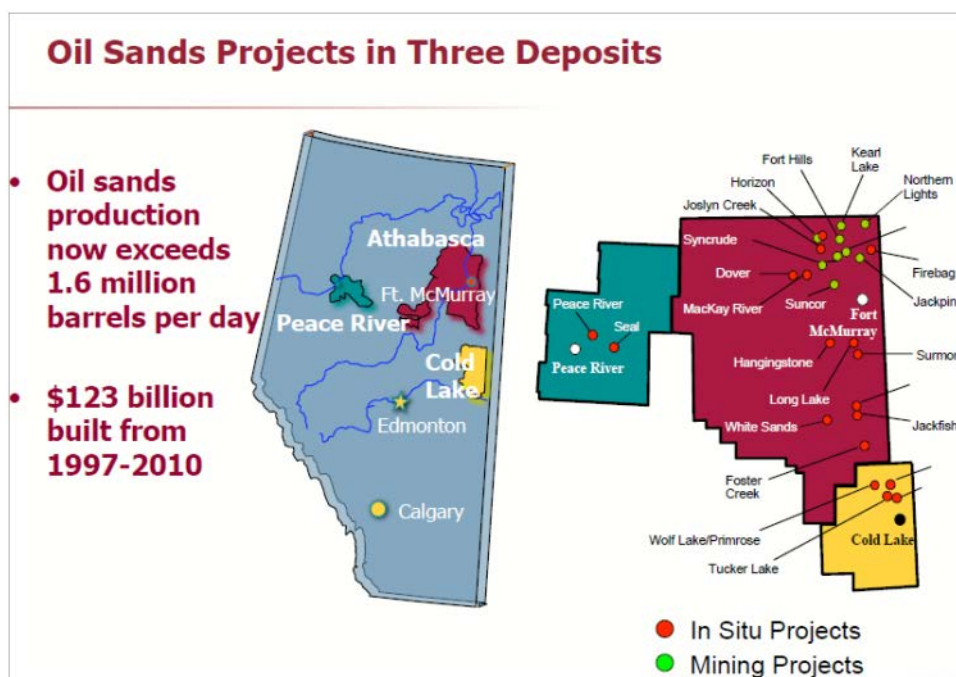 Oil Sands Projects in Three Deposits
• Oil sands
production
now exceeds
1.6 million
barrels per day
• $123 billion
built from
1997-2010
Athabasca
Ft. McMurray
Peace River
Cold
Lake
Edmonton
Calgary
Fort Hills
Kearl
Lake
Horizon
Northern
Lights
Joslyn Creek
Syncrude
Firebag
Dover
MacKay River
Suncor
Jackpin
Fort
McMurray
Peace River
Seal
Peace River
Hangingstone
Surmon
Long Lake
White Sands
Jackfish
Foster
Creek
Wolf Lake/Primrose
Cold Lake
Tucker Lake
In Situ Projects
Mining Projects